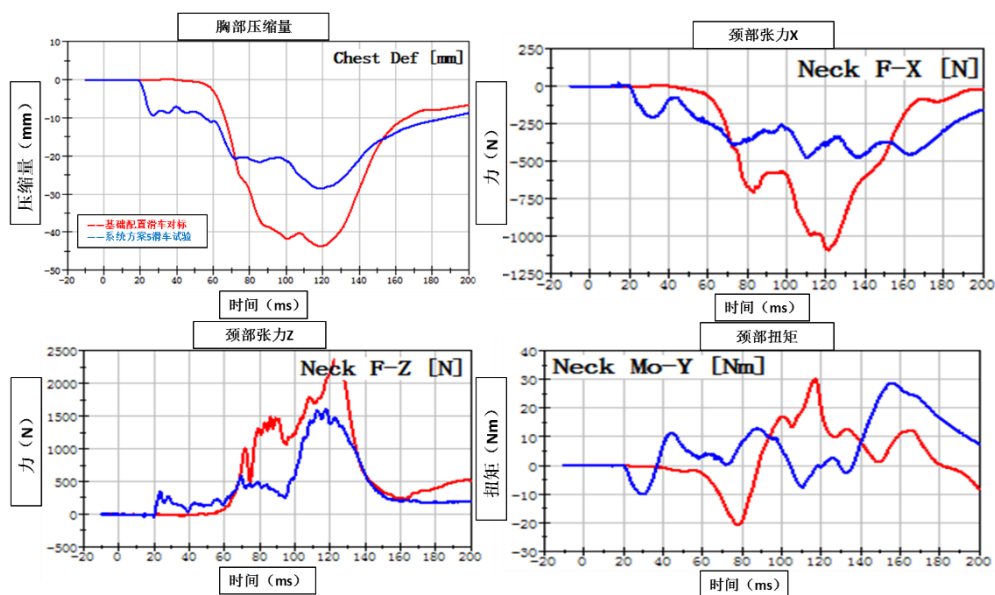 胸部压缩量
Chest Def [mm]
压缩量（mm）
10
0
-10
-20
-30
-40
-50
基础配置滑车对标
系统方案5滑车试验
-20 0 20 40 60 80 100 120 140 160 180 200
时间（ms）
颈部张力X
Neck F-X [N]
力（N）
250
0
-250
-500
-750
-1000
-1250
-20 0 20 40 60 80 100 120 140 160 180 200
时间（ms）
颈部张力Z
Neck F-Z [N]
力（N）
2500
2000
1500
1000
500
0
-500
-20 0 20 40 60 80 100 120 140 160 180 200
时间（ms）
颈部扭矩
Neck Mo-Y [Nm]
扭矩（Nm）
40
30
20
10
0
-10
-20
-30
-20 0 20 40 60 80 100 120 140 160 180 200
时间（ms）